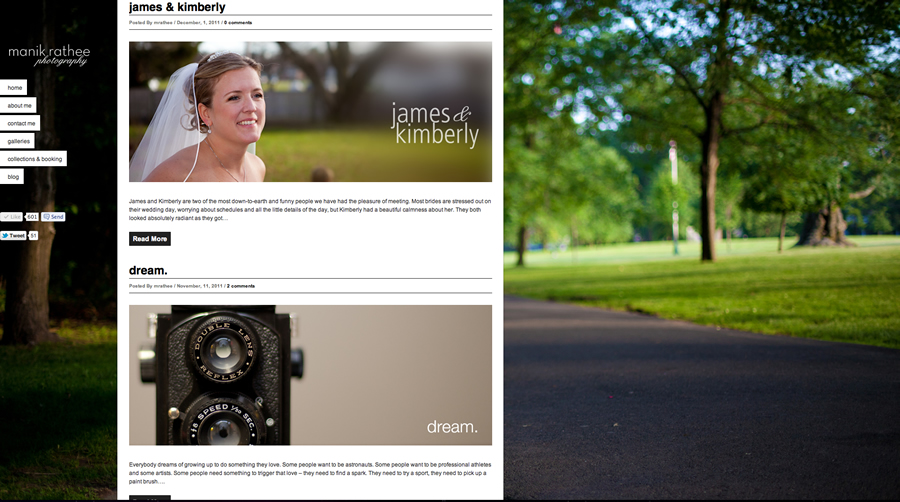 manik rathee
photography
home
about me
contact me
galleries
collections & booking
blog
Like 601 Send
Tweet 51
james & kimberly
Posted By mrathee / December, 1, 2011 / 0 comments
james &
kimberly
James and Kimberly are two of the most down-to-earth and funny people we have had the pleasure of meeting. Most brides are stressed out on
their wedding day, worrying about schedules and all the little details of the day, but Kimberly had a beautiful calmness about her. They both
looked absolutely radiant as they got…
Read More
dream.
Posted By mrathee / November, 11, 2011 / 2 comments
DOUBLE LENS
REFLEX
SPEED 1/50 SEC.
dream.
Everybody dreams of growing up to do something they love. Some people want to be astronauts. Some people want to be professional athletes
and some artists. Some people need something to trigger that love – they need to find a spark. They need to try a sport, they need to pick up a
paint brush….